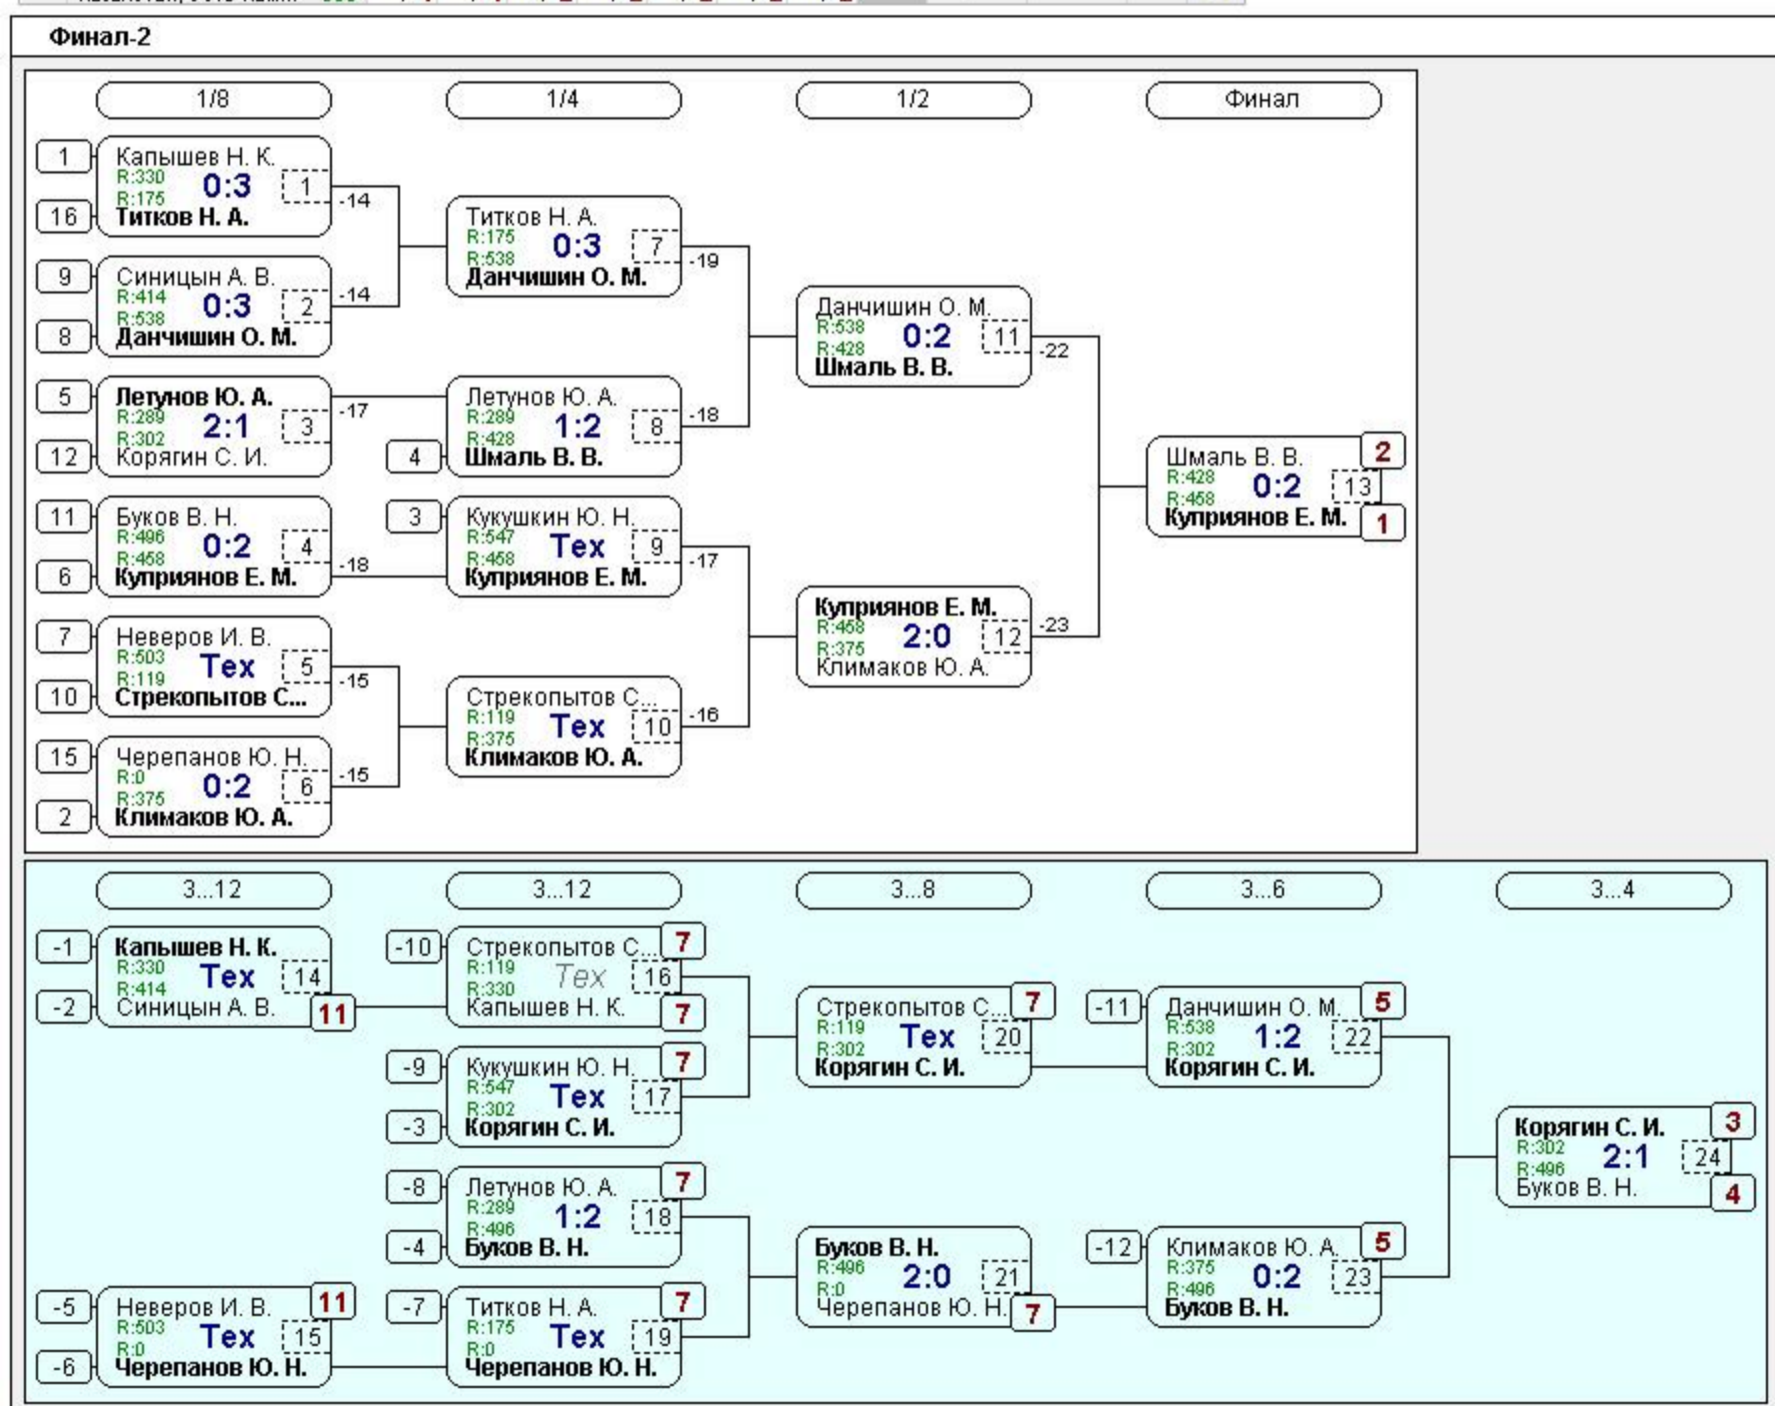 Финал-2
1/8
1/4
1/2
Финал
1
Капышев Н. К.
R:330
0:3
1
R:175
16
Титков Н. А.
-14
9
Синицын А. В.
R:414
0:3
2
R:538
8
Данчишин О. М.
-14
5
Летунов Ю. А.
R:289
2:1
3
R:302
12
Корягин С. И.
-17
11
Буков В. Н.
R:496
0:2
4
R:458
6
Куприянов Е. М.
-18
7
Неверов И. В.
R:503
Тех
5
R:119
10
Стрекопытов С...
-15
15
Черепанов Ю. Н.
R:0
0:2
6
R:375
2
Климаков Ю. А.
-15
Титков Н. А.
R:175
0:3
7
R:538
Данчишин О. М.
-19
Летунов Ю. А.
R:289
1:2
8
R:428
4
Шмаль В. В.
-18
3
Кукушкин Ю. Н.
R:547
Тех
9
R:458
Куприянов Е. М.
-17
Стрекопытов С...
R:119
Тех
10
R:375
Климаков Ю. А.
-16
Данчишин О. М.
R:538
0:2
11
R:428
Шмаль В. В.
-22
Куприянов Е. М.
R:458
2:0
12
R:375
Климаков Ю. А.
-23
Шмаль В. В.
2
R:428
0:2
13
R:458
Куприянов Е. М.
1
3...12
3...12
3...8
3...6
3...4
-1
Капышев Н. К.
R:330
Тех
14
R:414
-2
Синицын А. В.
11
-5
Неверов И. В.
11
R:503
Тех
15
R:0
-6
Черепанов Ю. Н.
-10
Стрекопытов С...
7
R:119
Тех
16
R:330
Капышев Н. К.
7
-9
Кукушкин Ю. Н.
7
R:547
Тех
17
R:302
-3
Корягин С. И.
-8
Летунов Ю. А.
7
R:289
1:2
18
R:496
-4
Буков В. Н.
-7
Титков Н. А.
7
R:175
Тех
19
R:0
Черепанов Ю. Н.
Стрекопытов С...
7
R:119
Тех
20
R:302
Корягин С. И.
Буков В. Н.
R:496
2:0
21
R:0
Черепанов Ю. Н.
7
-11
Данчишин О. М.
5
R:538
1:2
22
R:302
Корягин С. И.
-12
Климаков Ю. А.
5
R:375
0:2
23
R:496
Буков В. Н.
Корягин С. И.
3
R:302
2:1
24
R:496
Буков В. Н.
4